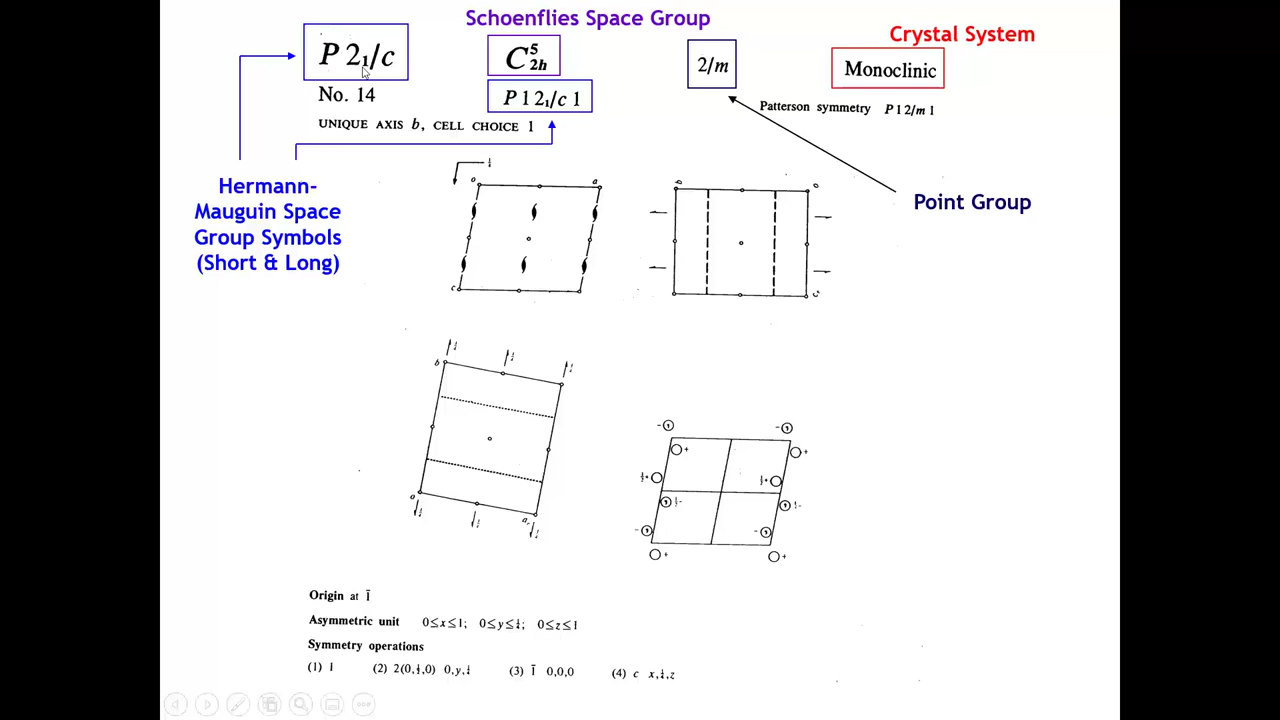 Schoenflies Space Group
Crystal System
P 2₁/c
C⁵₂ₕ
2/m
Monoclinic
No. 14
P 1 2₁/c 1
Patterson symmetry P 1 2/m 1
UNIQUE AXIS b, CELL CHOICE 1
Hermann-
Mauguin Space
Group Symbols
(Short & Long)
Point Group
Origin at 1̄
Asymmetric unit 0≤x≤1; 0≤y≤¼; 0≤z≤1
Symmetry operations
(1) 1 (2) 2(0,½,0) 0,y,¼ (3) 1̄ 0,0,0 (4) c x,¼,z